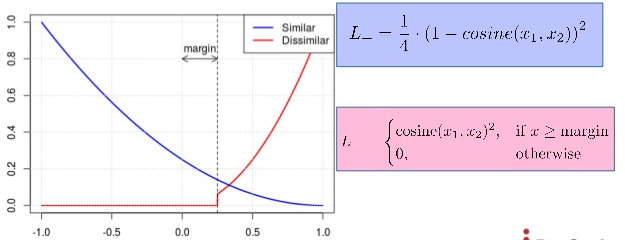 Similar
Dissimilar
margin
1.0
0.8
0.6
0.4
0.2
0.0
-1.0 -0.5 0.0 0.5 1.0
L_ = 1/4 · (1 − cosine(x₁, x₂))²
L { cosine(x₁, x₂)², if x ≥ margin
0, otherwise